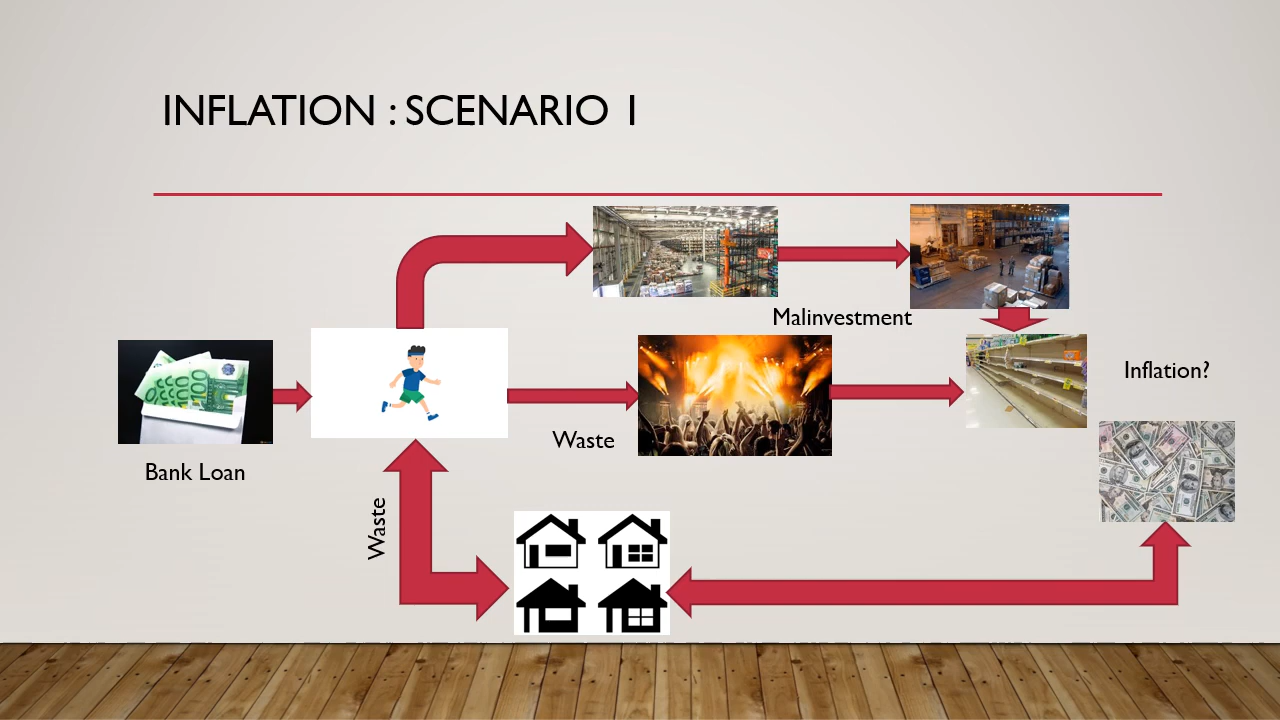 INFLATION : SCENARIO 1
Malinvestment
Inflation?
Waste
Bank Loan
Waste